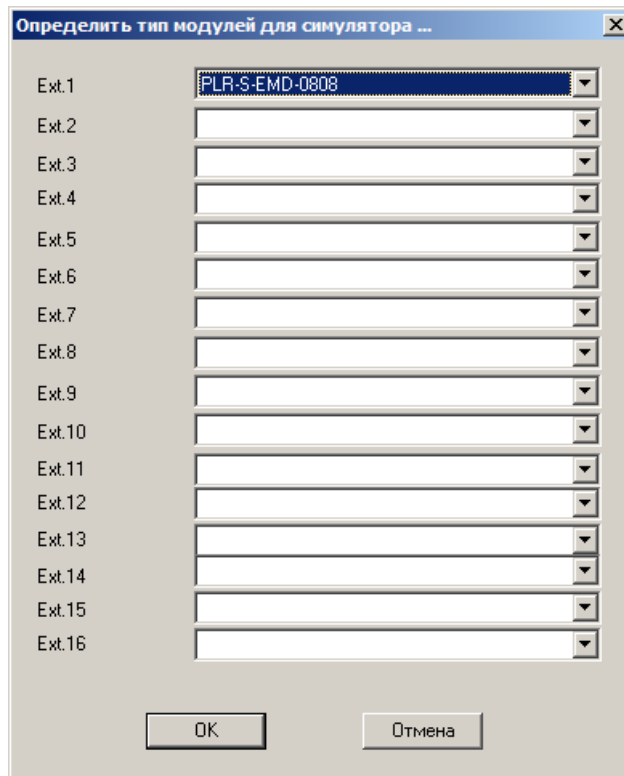 Определить тип модулей для симулятора ...
Ext.1 PLR-S-EMD-0808
Ext.2
Ext.3
Ext.4
Ext.5
Ext.6
Ext.7
Ext.8
Ext.9
Ext.10
Ext.11
Ext.12
Ext.13
Ext.14
Ext.15
Ext.16
OK Отмена